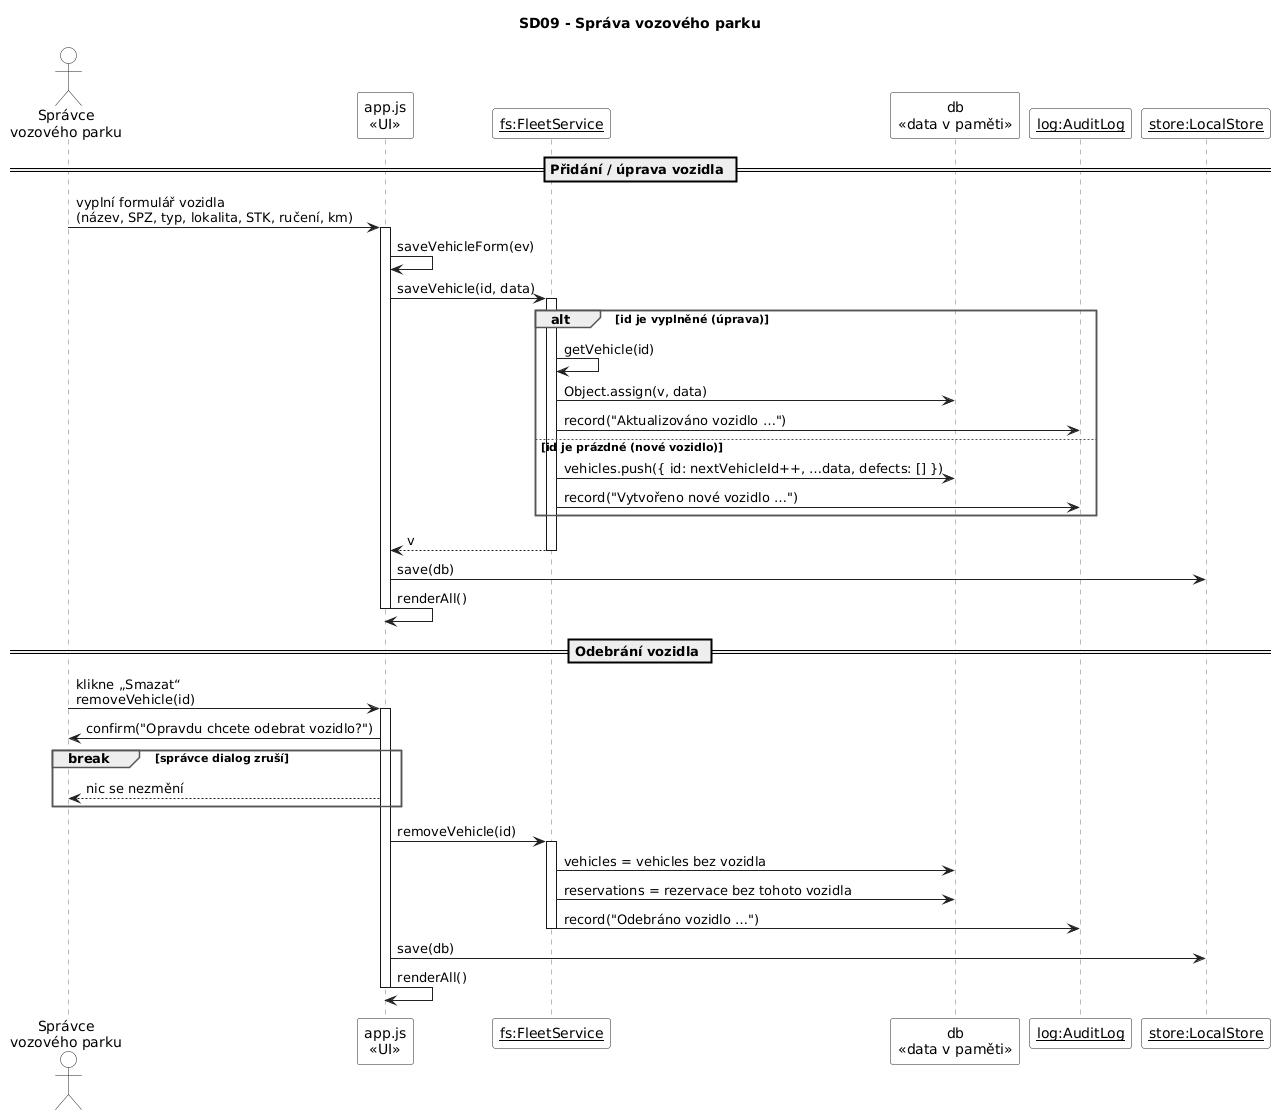 SD09 - Správa vozového parku
Správce
vozového parku
app.js
«UI»
fs:FleetService
db
«data v paměti»
log:AuditLog
store:LocalStore
Přidání / úprava vozidla
vyplní formulář vozidla
(název, SPZ, typ, lokalita, STK, ručení, km)
saveVehicleForm(ev)
saveVehicle(id, data)
alt [id je vyplněné (úprava)]
getVehicle(id)
Object.assign(v, data)
record("Aktualizováno vozidlo ...")
[id je prázdné (nové vozidlo)]
vehicles.push({ id: nextVehicleId++, ...data, defects: [] })
record("Vytvořeno nové vozidlo ...")
v
save(db)
renderAll()
Odebrání vozidla
klikne „Smazat“
removeVehicle(id)
confirm("Opravdu chcete odebrat vozidlo?")
break [správce dialog zruší]
nic se nezmění
removeVehicle(id)
vehicles = vehicles bez vozidla
reservations = rezervace bez tohoto vozidla
record("Odebráno vozidlo ...")
save(db)
renderAll()
Správce
vozového parku
app.js
«UI»
fs:FleetService
db
«data v paměti»
log:AuditLog
store:LocalStore